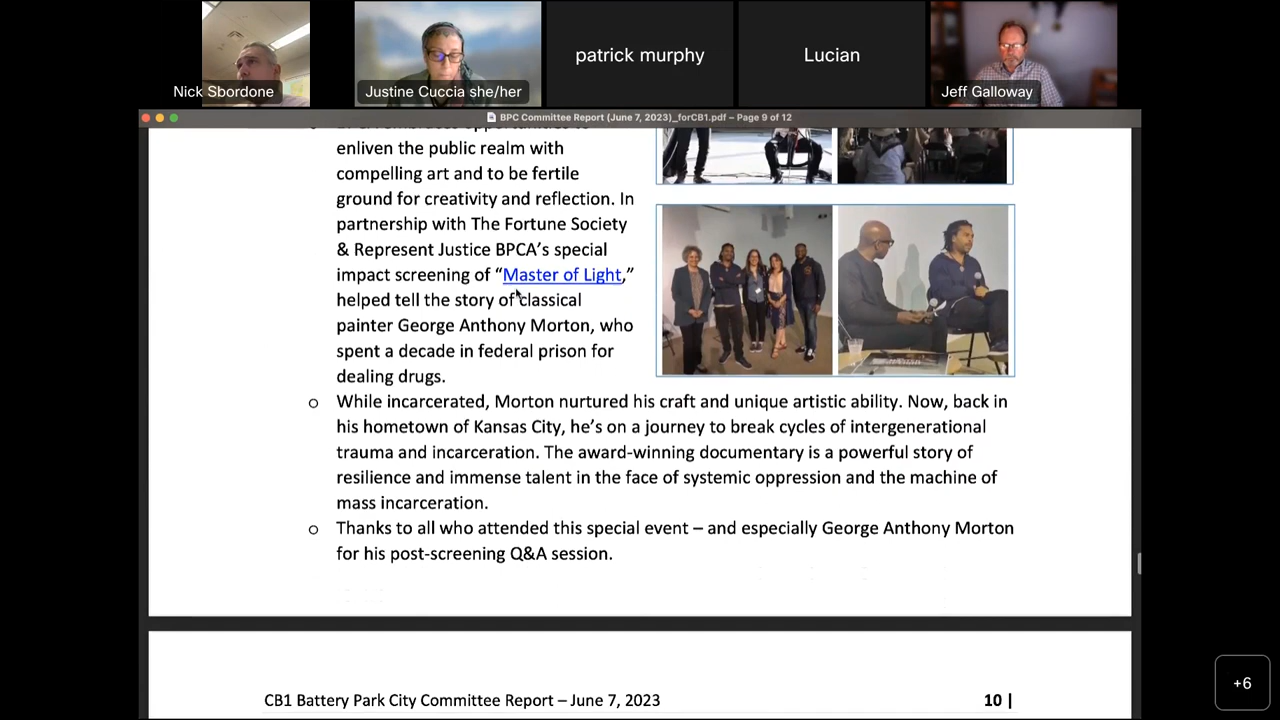 Nick Sbordone
Justine Cuccia she/her
patrick murphy
Lucian
Jeff Galloway
BPC Committee Report (June 7, 2023)_forCB1.pdf – Page 9 of 12
enliven the public realm with
compelling art and to be fertile
ground for creativity and reflection. In
partnership with The Fortune Society
& Represent Justice BPCA’s special
impact screening of “Master of Light,”
helped tell the story of classical
painter George Anthony Morton, who
spent a decade in federal prison for
dealing drugs.
o While incarcerated, Morton nurtured his craft and unique artistic ability. Now, back in
his hometown of Kansas City, he’s on a journey to break cycles of intergenerational
trauma and incarceration. The award-winning documentary is a powerful story of
resilience and immense talent in the face of systemic oppression and the machine of
mass incarceration.
o Thanks to all who attended this special event – and especially George Anthony Morton
for his post-screening Q&A session.
CB1 Battery Park City Committee Report – June 7, 2023 10 |
+6